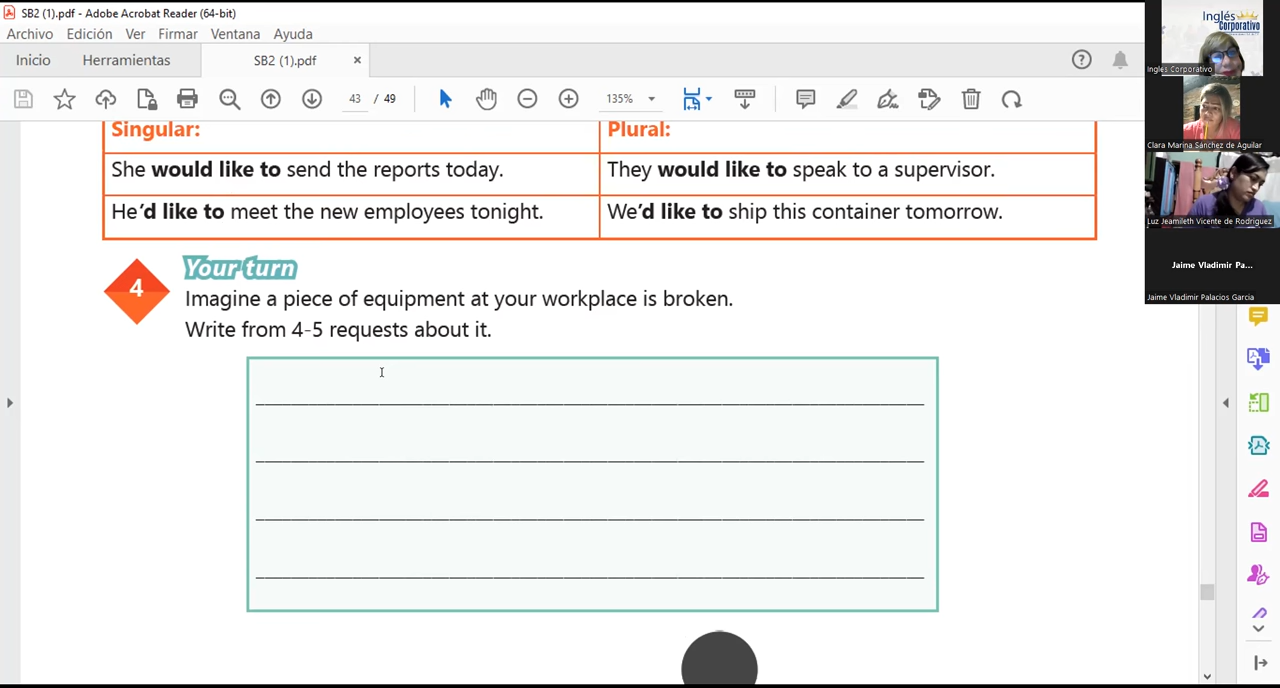 SB2 (1).pdf - Adobe Acrobat Reader (64-bit)
Archivo Edición Ver Firmar Ventana Ayuda
Inicio Herramientas SB2 (1).pdf ×
43 / 49 135%
Singular: Plural:
She would like to send the reports today. They would like to speak to a supervisor.
He'd like to meet the new employees tonight. We'd like to ship this container tomorrow.
4 Your turn
Imagine a piece of equipment at your workplace is broken.
Write from 4-5 requests about it.
Inglés
Corporativo
Inglés Corporativo
Clara Marina Sánchez de Aguilar
Luz Jeamileth Vicente de Rodriguez
Jaime Vladimir Pa...
Jaime Vladimir Palacios Garcia